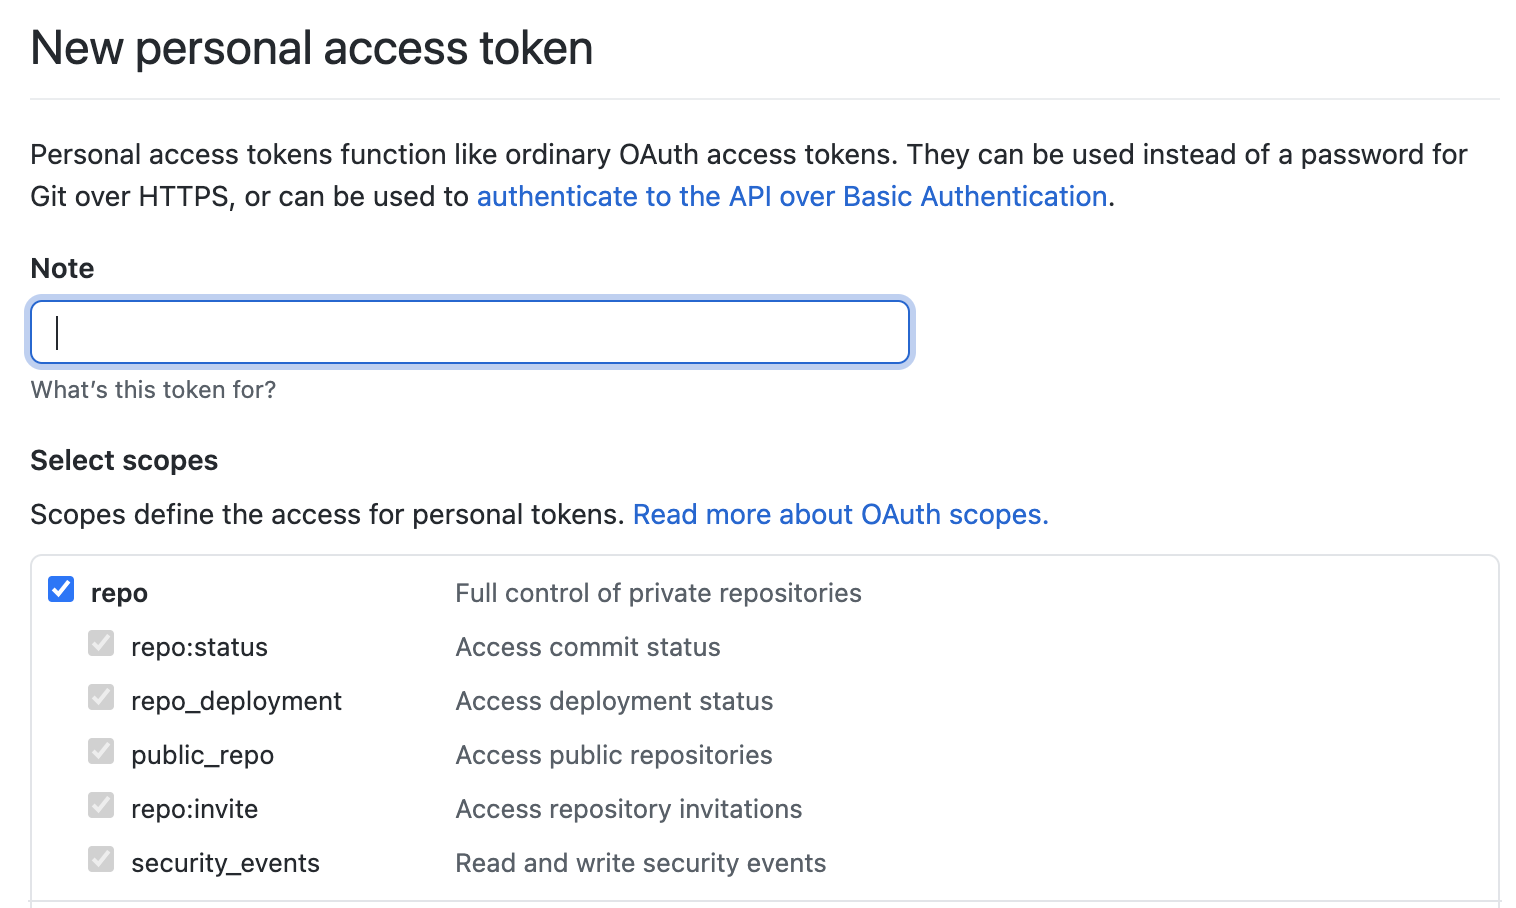 New personal access token
Personal access tokens function like ordinary OAuth access tokens. They can be used instead of a password for
Git over HTTPS, or can be used to authenticate to the API over Basic Authentication.
Note
What's this token for?
Select scopes
Scopes define the access for personal tokens. Read more about OAuth scopes.
repo Full control of private repositories
repo:status Access commit status
repo_deployment Access deployment status
public_repo Access public repositories
repo:invite Access repository invitations
security_events Read and write security events